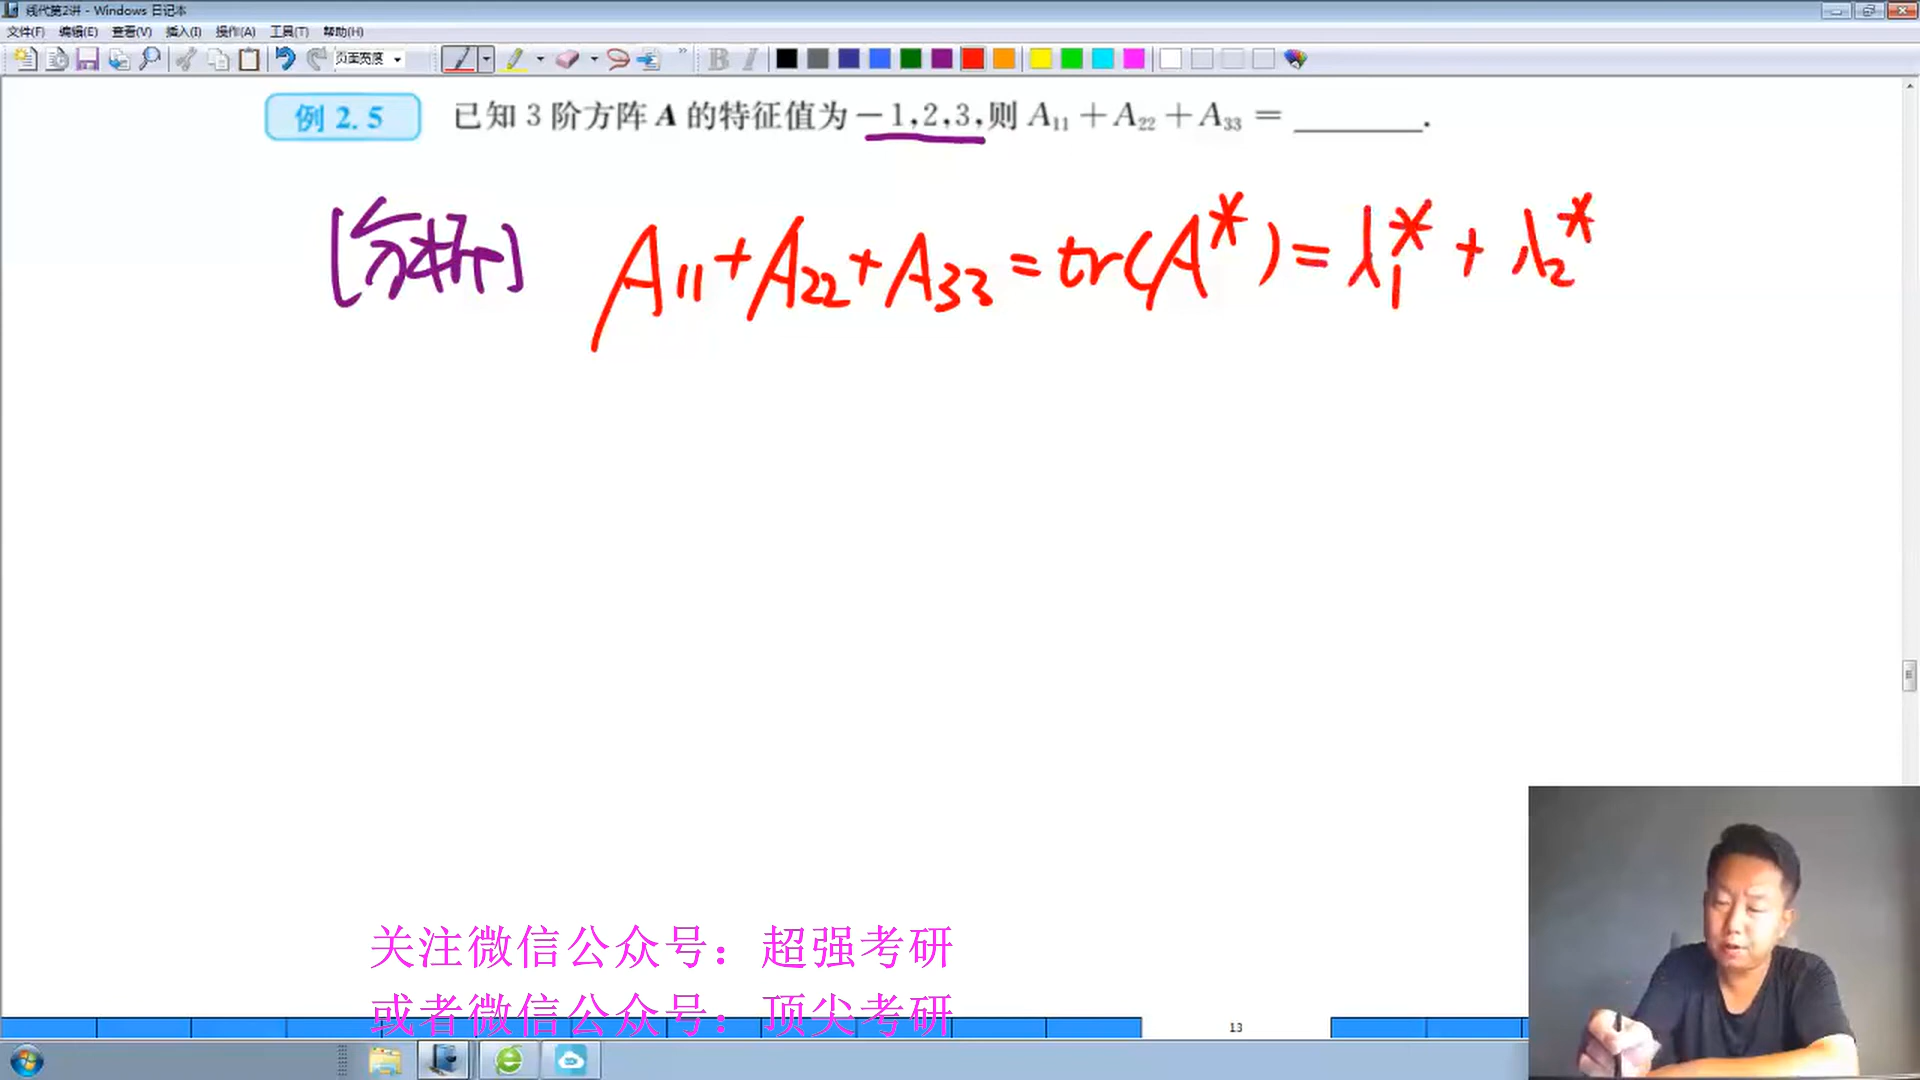 线代第2讲 - Windows 日记本
文件(F) 编辑(E) 查看(V) 插入(I) 操作(A) 工具(T) 帮助(H)
页面宽度
例 2.5 已知 3 阶方阵 A 的特征值为 -1,2,3,则 A₁₁+A₂₂+A₃₃ = ________.
[分析] A₁₁+A₂₂+A₃₃ = tr(A*) = λ₁* + λ₂*
关注微信公众号：超强考研
或者微信公众号：顶尖考研
13